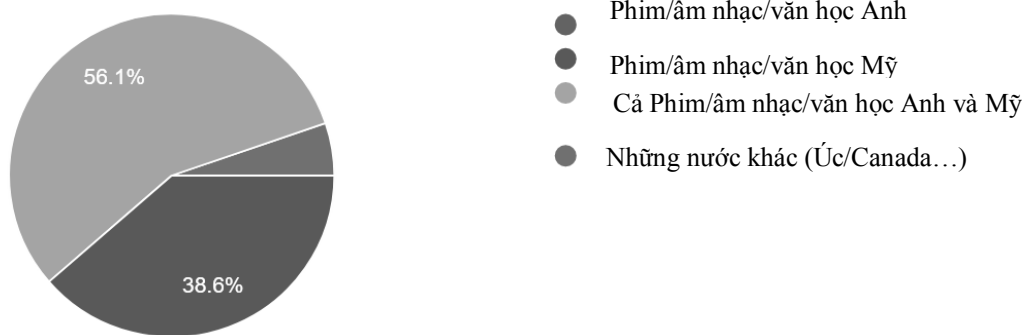 Phim/âm nhạc/văn học Anh
56.1%
Phim/âm nhạc/văn học Mỹ
Cả Phim/âm nhạc/văn học Anh và Mỹ
Những nước khác (Úc/Canada…)
38.6%